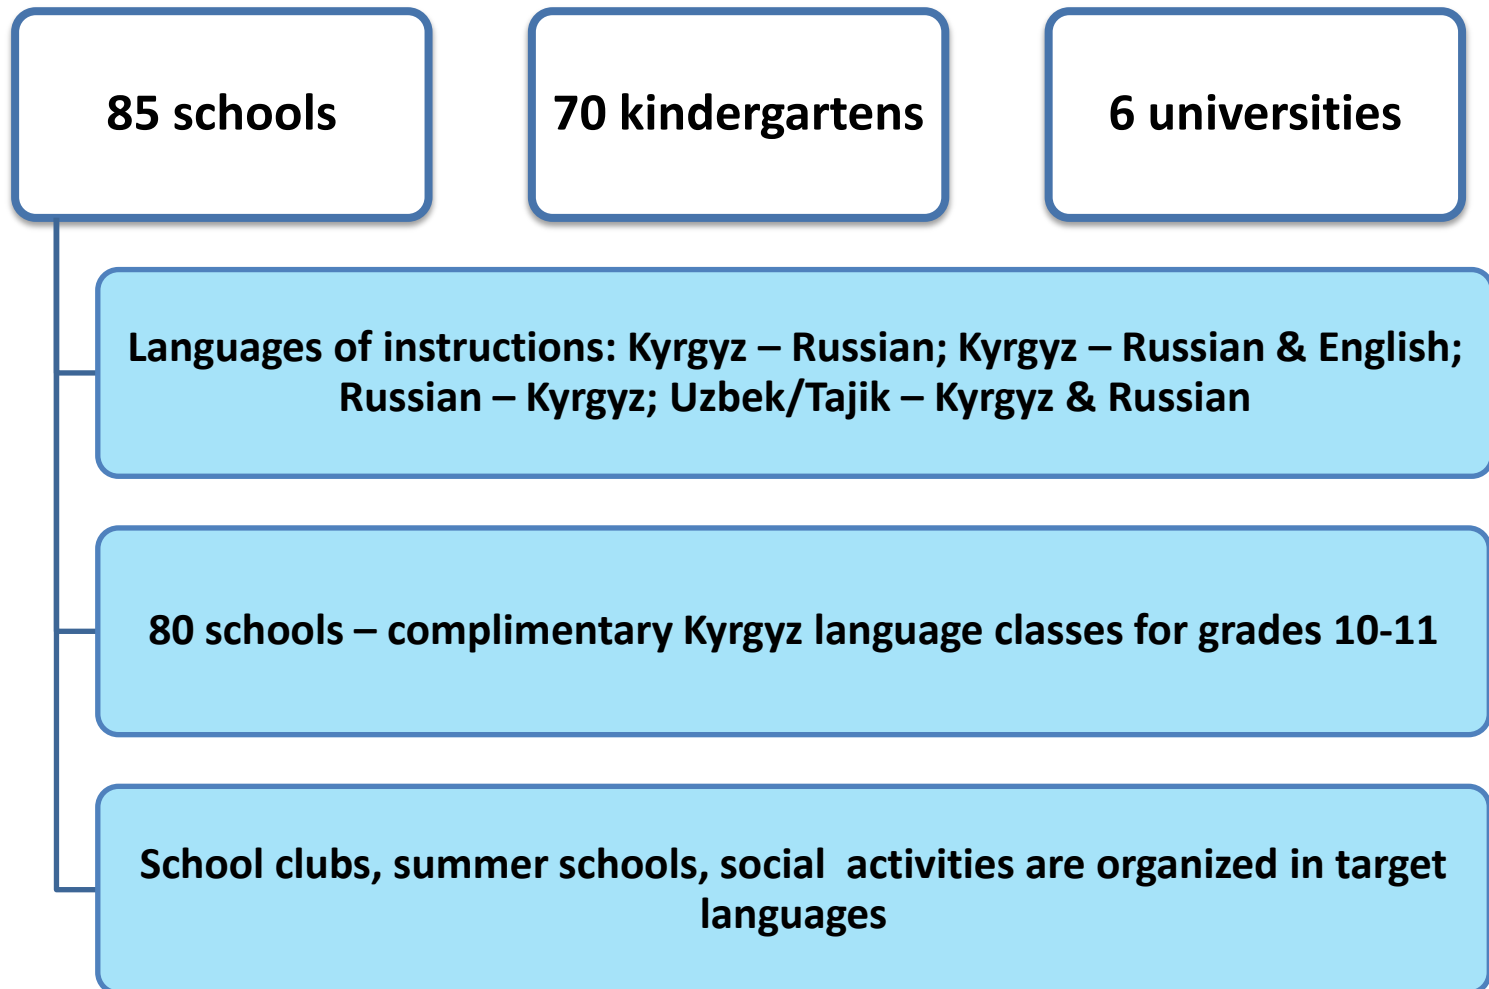 85 schools
70 kindergartens
6 universities
Languages of instructions: Kyrgyz – Russian; Kyrgyz – Russian & English;
Russian – Kyrgyz; Uzbek/Tajik – Kyrgyz & Russian
80 schools – complimentary Kyrgyz language classes for grades 10-11
School clubs, summer schools, social  activities are organized in target
languages